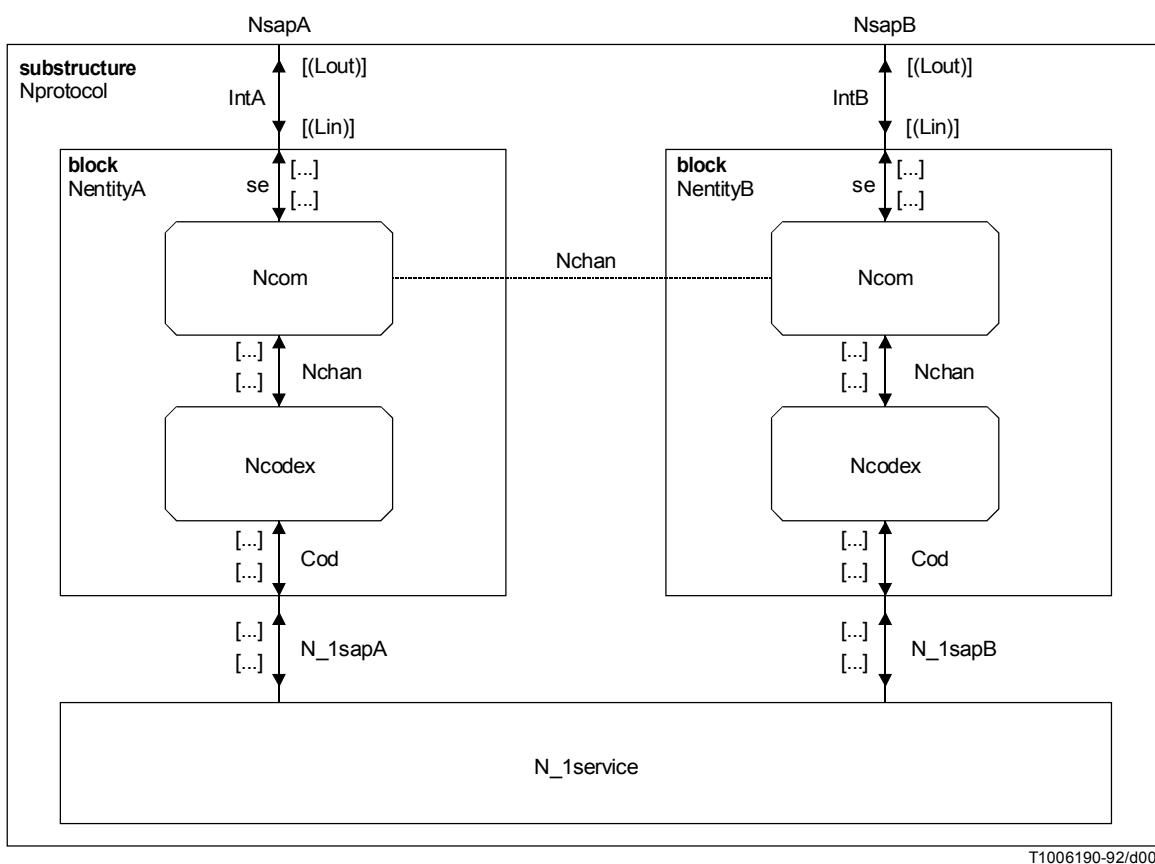 NsapA NsapB
substructure
Nprotocol
[(Lout)] [(Lout)]
IntA IntB
[(Lin)] [(Lin)]
block block
NentityA NentityB
[...] [...]
se se
[...] [...]
Ncom Nchan Ncom
[...] [...]
Nchan Nchan
[...] [...]
Ncodex Ncodex
[...] [...]
Cod Cod
[...] [...]
[...] [...]
N_1sapA N_1sapB
[...] [...]
N_1service
T1006190-92/d00